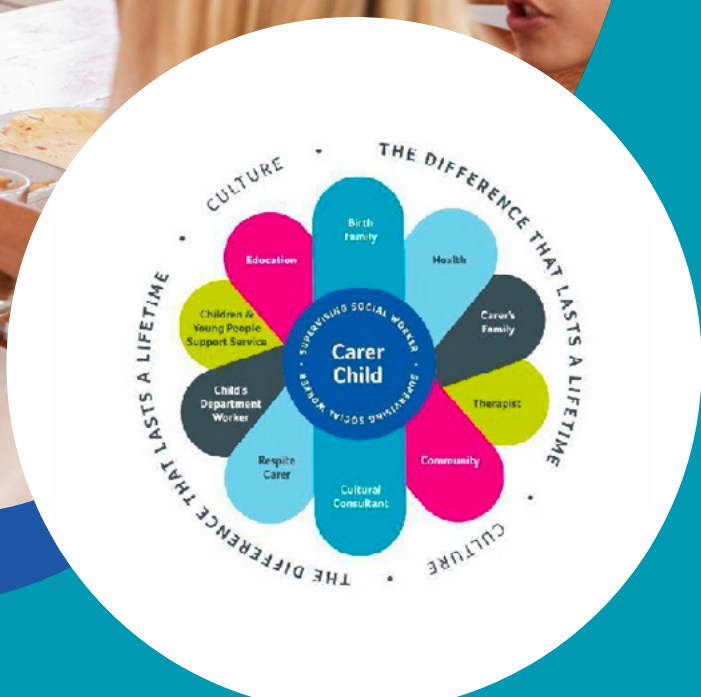 THE DIFFERENCE THAT LASTS A LIFETIME
•
CULTURE
•
THE DIFFERENCE THAT LASTS A LIFETIME
•
CULTURE
•
Birth
Family
Health
Carer's
Family
Therapist
Community
Cultural
Consultant
Respite
Carer
Child's
Department
Worker
Children &
Young People
Support Service
Education
SUPERVISING SOCIAL WORKER • SUPERVISING SOCIAL WORKER •
Carer
Child